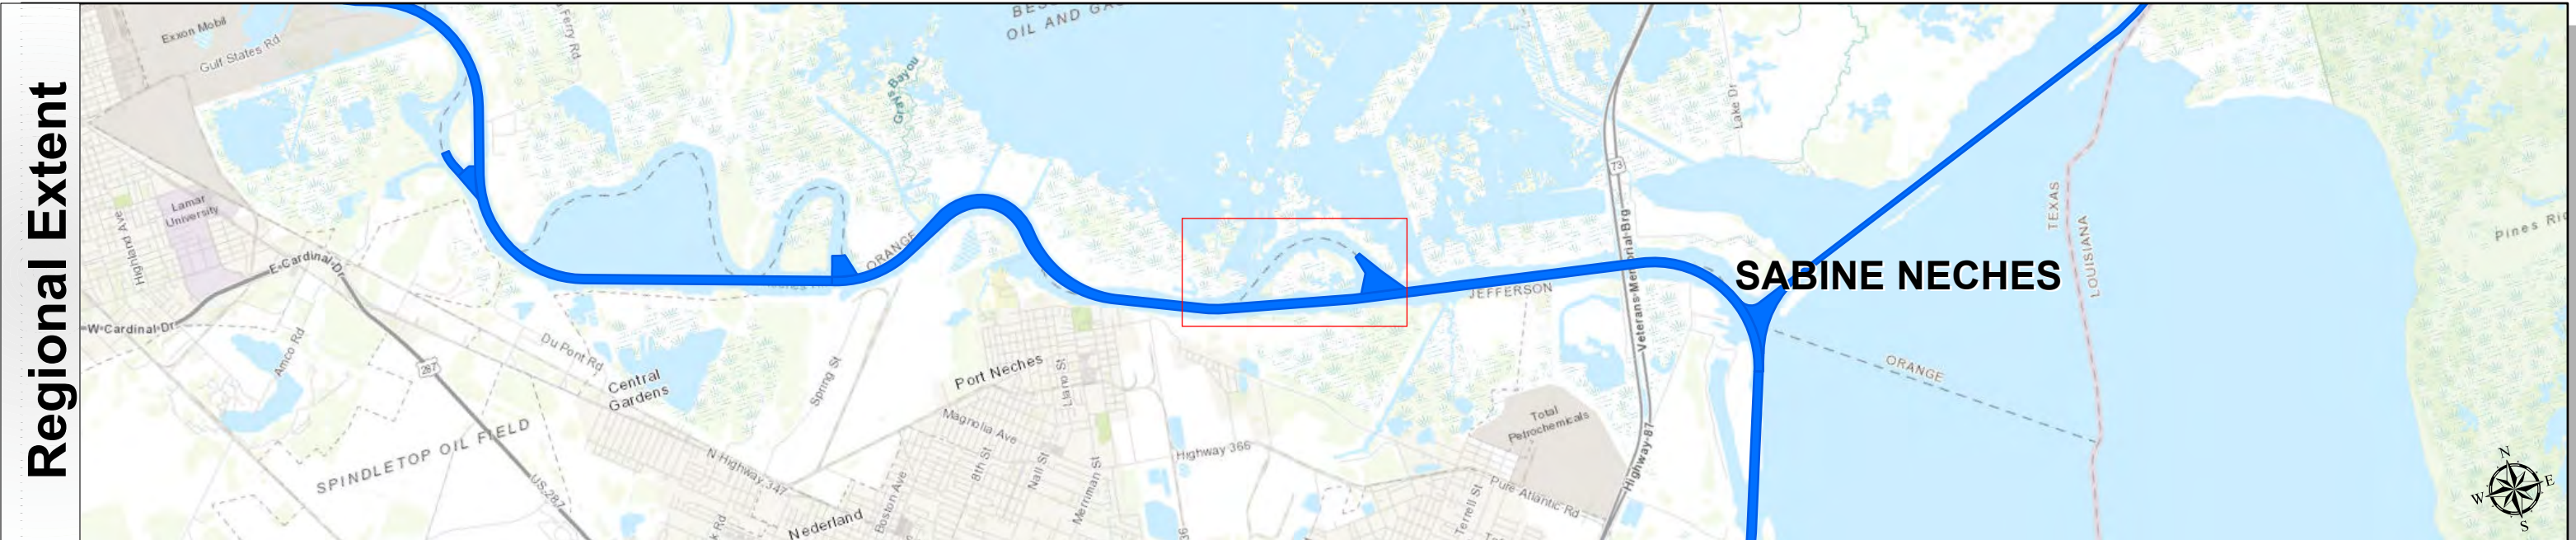 Regional Extent
Exxon Mobil
Gulf States Rd
Ferry Rd
Grays Bayou
OIL AND GAS
Lake Dr
73
Lamar
University
Highland Ave
E Cardinal Dr
W Cardinal Dr
ORANGE
Veterans Memorial Brg
JEFFERSON
SABINE NECHES
TEXAS
LOUISIANA
Amco Rd
287
Du Pont Rd
Central
Gardens
Spring St
Port Neches
Llano St
Magnolia Ave
ORANGE
Total
Petrochemicals
Highway 366
SPINDLETOP OIL FIELD
US-287
N Highway 347
Nederland
Boston Ave
8th St
Nall St
Merriman St
Terrell St
Pure Atlantic Rd
Highway 87
N
W
E
S